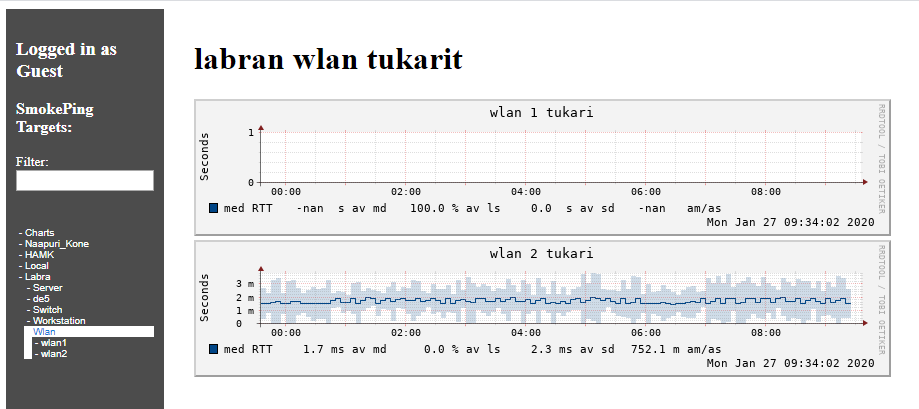 Logged in as
Guest
SmokePing
Targets:
Filter:
- Charts
- Naapuri_Kone
- HAMK
- Local
- Labra
- Server
- de5
- Switch
- Workstation
Wlan
- wlan1
- wlan2
labran wlan tukarit
wlan 1 tukari
RRDTOOL / TOBI OETIKER
Seconds
1
0
00:00 02:00 04:00 06:00 08:00
med RTT -nan s av md 100.0 % av ls 0.0 s av sd -nan am/as
Mon Jan 27 09:34:02 2020
wlan 2 tukari
RRDTOOL / TOBI OETIKER
Seconds
3 m
2 m
1 m
0
00:00 02:00 04:00 06:00 08:00
med RTT 1.7 ms av md 0.0 % av ls 2.3 ms av sd 752.1 m am/as
Mon Jan 27 09:34:02 2020